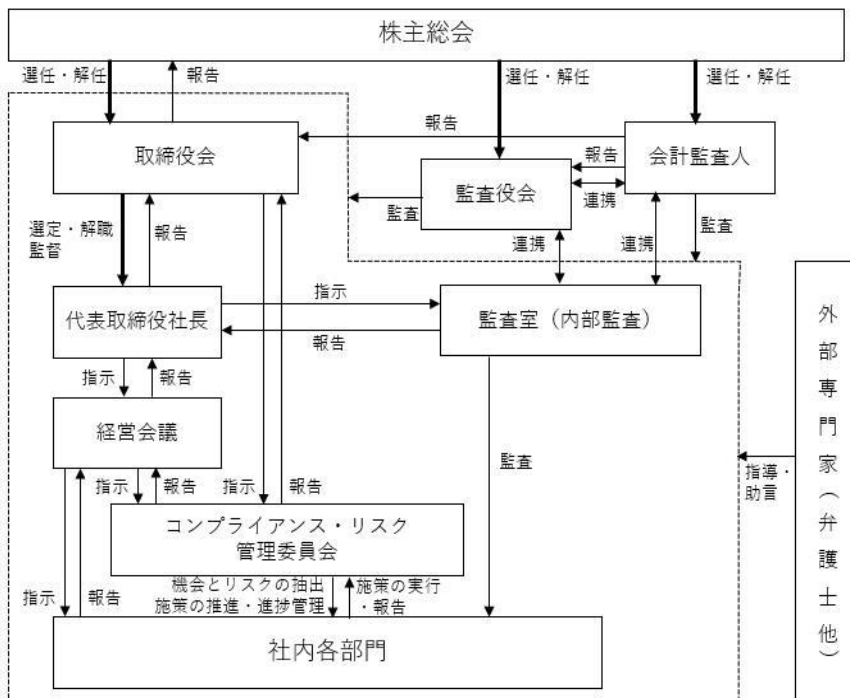 株主総会
選任・解任
報告
選任・解任
選任・解任
取締役会
報告
会計監査人
監査役会
報告
連携
監査
監査
選定・解職
監督
報告
連携
連携
代表取締役社長
指示
報告
監査室（内部監査）
指示
報告
経営会議
監査
指示
報告
指示
報告
コンプライアンス・リスク
管理委員会
機会とリスクの抽出
施策の推進・進捗管理
施策の実行
・報告
指示
報告
社内各部門
指導・
助言
外部専門家（弁護士他）